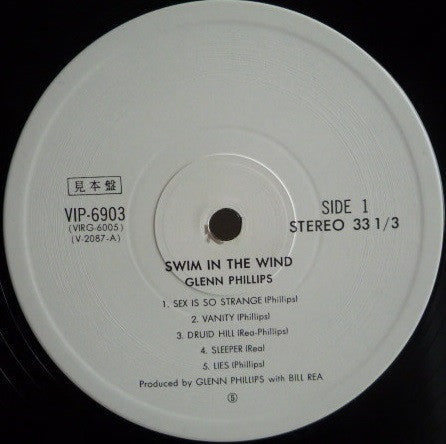 見本盤
VIP-6903
(VIRG-6005)
(V-2087-A)
SIDE 1
STEREO 33 1/3
SWIM IN THE WIND
GLENN PHILLIPS
1. SEX IS SO STRANGE (Phillips)
2. VANITY (Phillips)
3. DRUID HILL (Rea-Phillips)
4. SLEEPER (Rea)
5. LIES (Phillips)
Produced by GLENN PHILLIPS with BILL REA